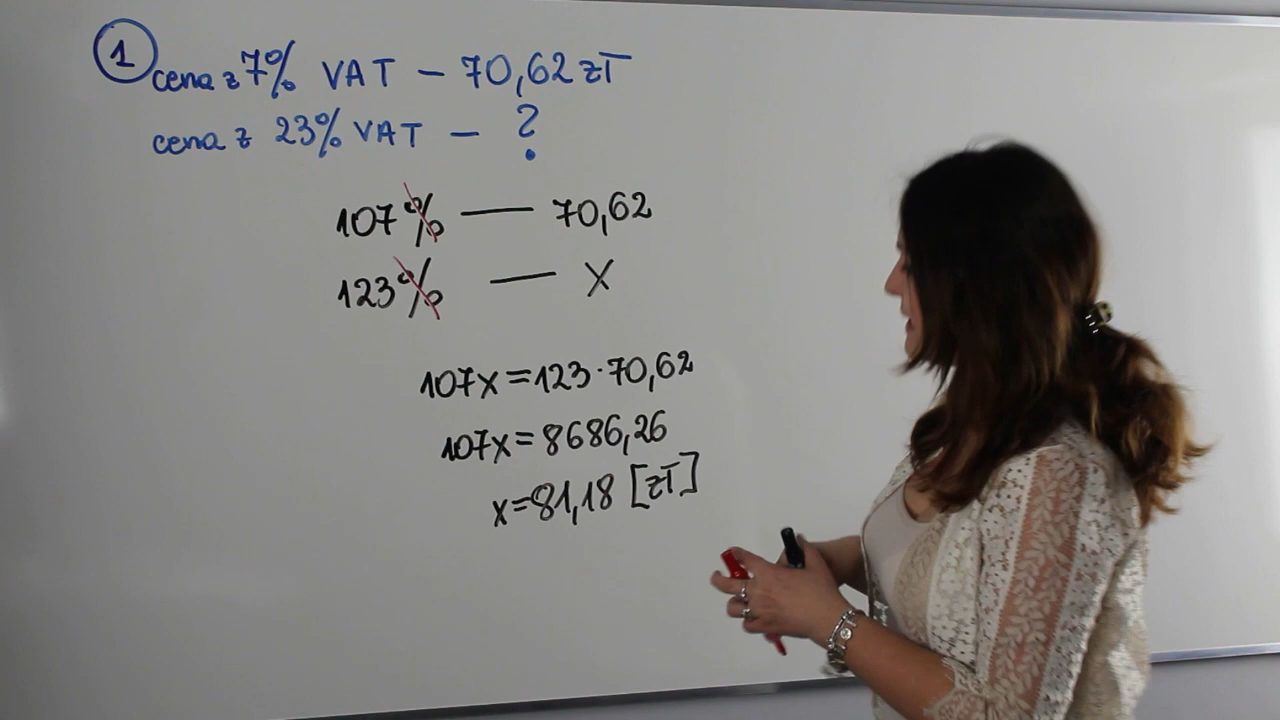 1
cena z 7% VAT – 70,62 zł
cena z 23% VAT – ?
107% — 70,62
123% — x
107x = 123 · 70,62
107x = 8686,26
x = 81,18 [zł]